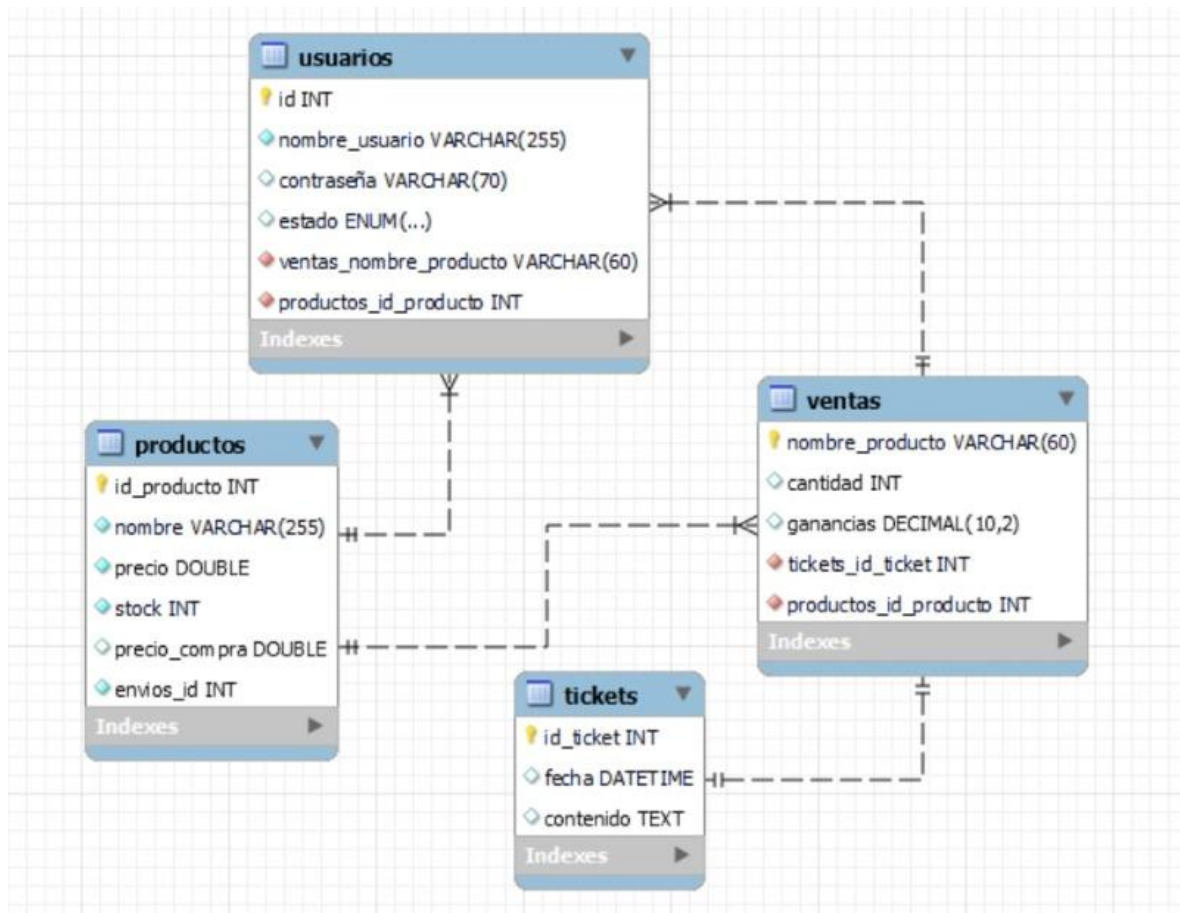 usuarios
id INT
nombre_usuario VARCHAR(255)
contraseña VARCHAR(70)
estado ENUM(...)
ventas_nombre_producto VARCHAR(60)
productos_id_producto INT
Indexes
productos
id_producto INT
nombre VARCHAR(255)
precio DOUBLE
stock INT
precio_compra DOUBLE
envios_id INT
Indexes
ventas
nombre_producto VARCHAR(60)
cantidad INT
ganancias DECIMAL(10,2)
tickets_id_ticket INT
productos_id_producto INT
Indexes
tickets
id_ticket INT
fecha DATETIME
contenido TEXT
Indexes